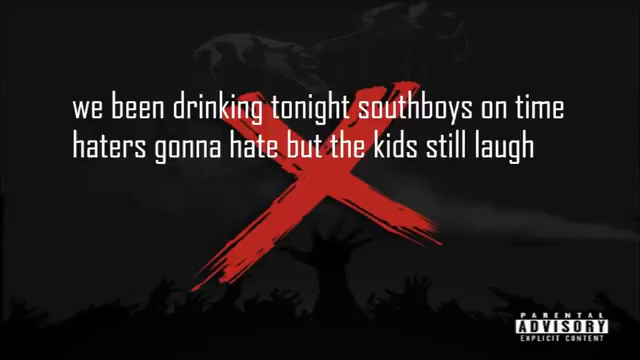 we been drinking tonight southboys on time
haters gonna hate but the kids still laugh
PARENTAL
ADVISORY
EXPLICIT CONTENT